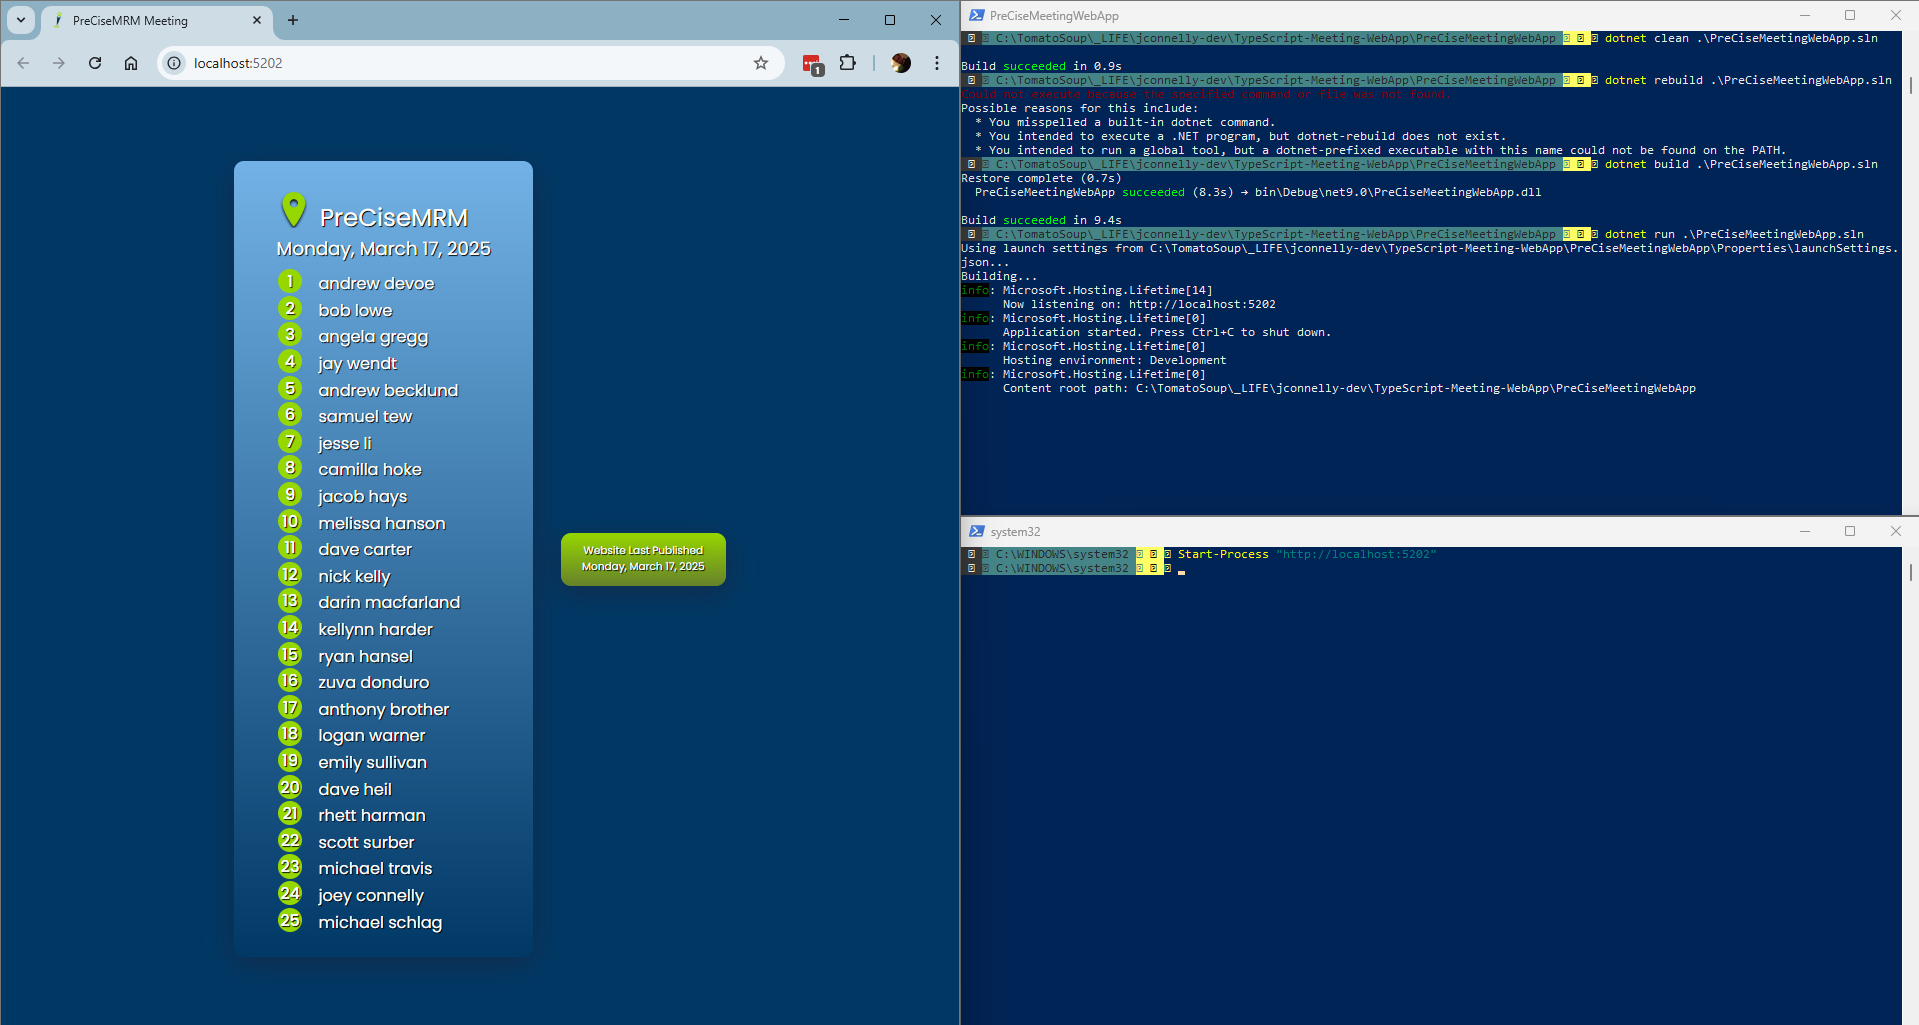 PreCiseMRM Meeting
localhost:5202
1
PreCiseMRM
Monday, March 17, 2025
1 andrew devoe
2 bob lowe
3 angela gregg
4 jay wendt
5 andrew becklund
6 samuel tew
7 jesse li
8 camilla hoke
9 jacob hays
10 melissa hanson
11 dave carter
12 nick kelly
13 darin macfarland
14 kellynn harder
15 ryan hansel
16 zuva donduro
17 anthony brother
18 logan warner
19 emily sullivan
20 dave heil
21 rhett harman
22 scott surber
23 michael travis
24 joey connelly
25 michael schlag
Website Last Published
Monday, March 17, 2025
PreCiseMeetingWebApp
C:\TomatoSoup\_LIFE\jconnelly-dev\TypeScript-Meeting-WebApp\PreCiseMeetingWebApp dotnet clean .\PreCiseMeetingWebApp.sln
Build succeeded in 0.9s
C:\TomatoSoup\_LIFE\jconnelly-dev\TypeScript-Meeting-WebApp\PreCiseMeetingWebApp dotnet rebuild .\PreCiseMeetingWebApp.sln
Could not execute because the specified command or file was not found.
Possible reasons for this include:
* You misspelled a built-in dotnet command.
* You intended to execute a .NET program, but dotnet-rebuild does not exist.
* You intended to run a global tool, but a dotnet-prefixed executable with this name could not be found on the PATH.
C:\TomatoSoup\_LIFE\jconnelly-dev\TypeScript-Meeting-WebApp\PreCiseMeetingWebApp dotnet build .\PreCiseMeetingWebApp.sln
Restore complete (0.7s)
PreCiseMeetingWebApp succeeded (8.3s) → bin\Debug\net9.0\PreCiseMeetingWebApp.dll
Build succeeded in 9.4s
C:\TomatoSoup\_LIFE\jconnelly-dev\TypeScript-Meeting-WebApp\PreCiseMeetingWebApp dotnet run .\PreCiseMeetingWebApp.sln
Using launch settings from C:\TomatoSoup\_LIFE\jconnelly-dev\TypeScript-Meeting-WebApp\PreCiseMeetingWebApp\Properties\launchSettings.
json...
Building...
info: Microsoft.Hosting.Lifetime[14]
Now listening on: http://localhost:5202
info: Microsoft.Hosting.Lifetime[0]
Application started. Press Ctrl+C to shut down.
info: Microsoft.Hosting.Lifetime[0]
Hosting environment: Development
info: Microsoft.Hosting.Lifetime[0]
Content root path: C:\TomatoSoup\_LIFE\jconnelly-dev\TypeScript-Meeting-WebApp\PreCiseMeetingWebApp
system32
C:\WINDOWS\system32 Start-Process "http://localhost:5202"
C:\WINDOWS\system32